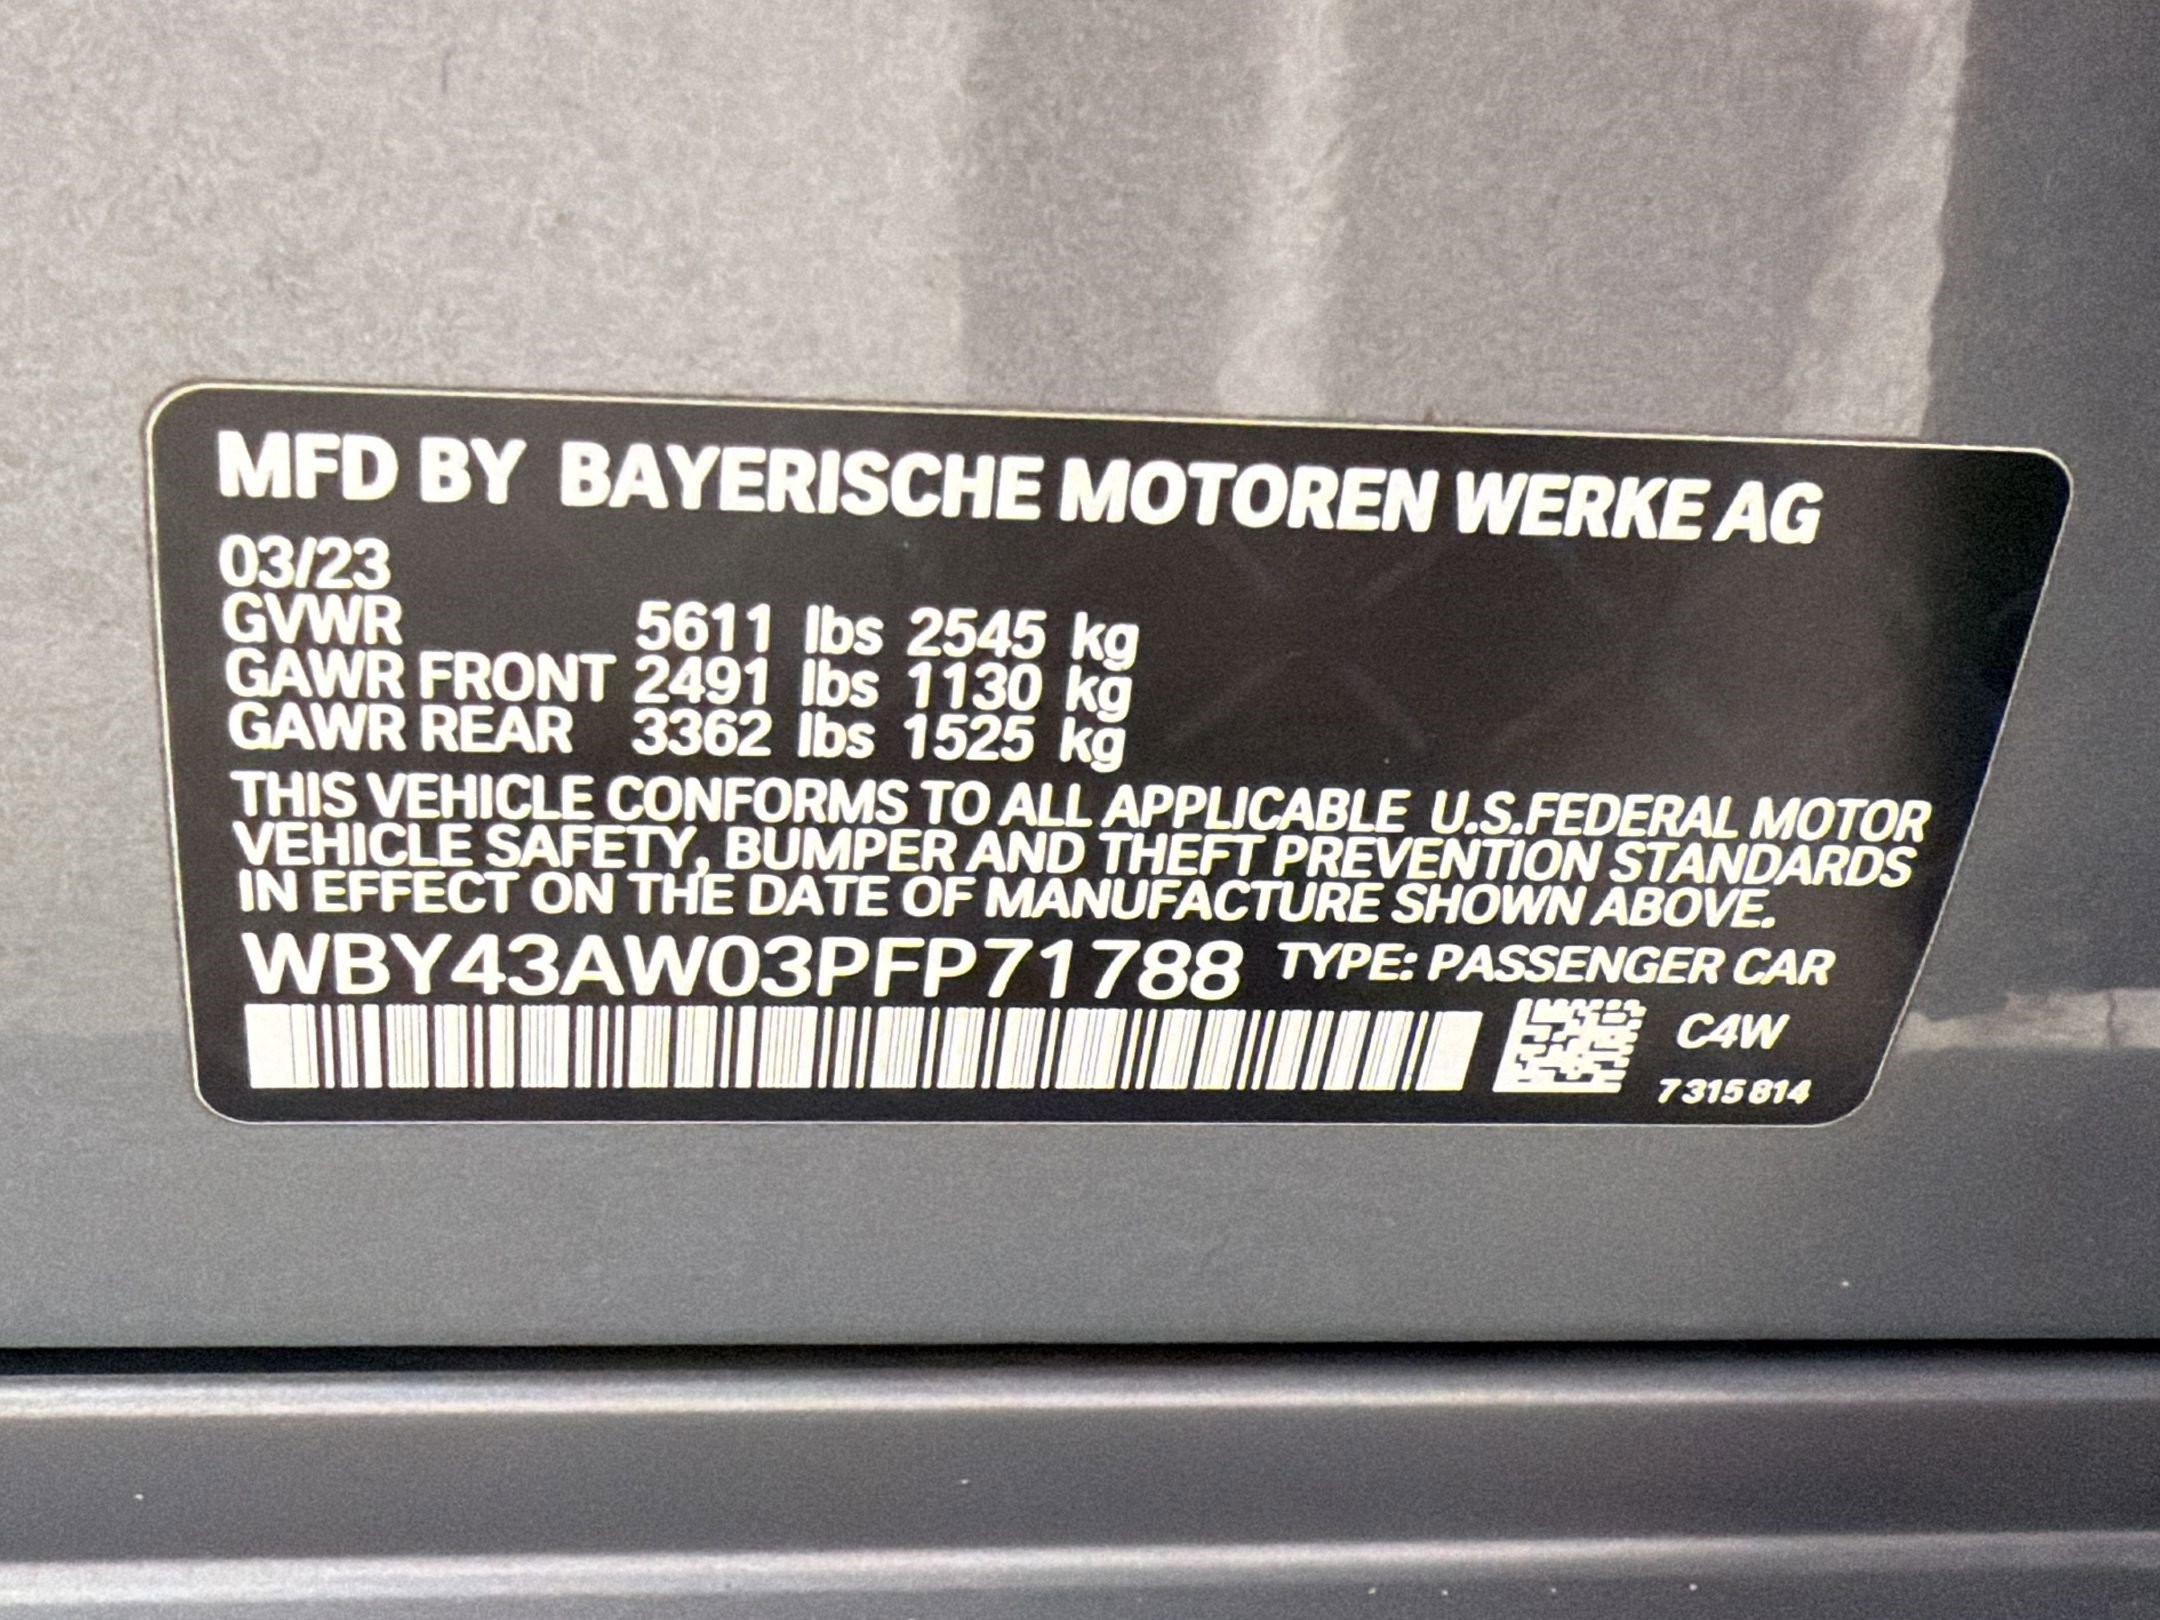 MFD BY BAYERISCHE MOTOREN WERKE AG
03/23
GVWR 5611 lbs 2545 kg
GAWR FRONT 2491 lbs 1130 kg
GAWR REAR 3362 lbs 1525 kg
THIS VEHICLE CONFORMS TO ALL APPLICABLE U.S.FEDERAL MOTOR
VEHICLE SAFETY, BUMPER AND THEFT PREVENTION STANDARDS
IN EFFECT ON THE DATE OF MANUFACTURE SHOWN ABOVE.
WBY43AW03PFP71788 TYPE: PASSENGER CAR
C4W
7 315 814